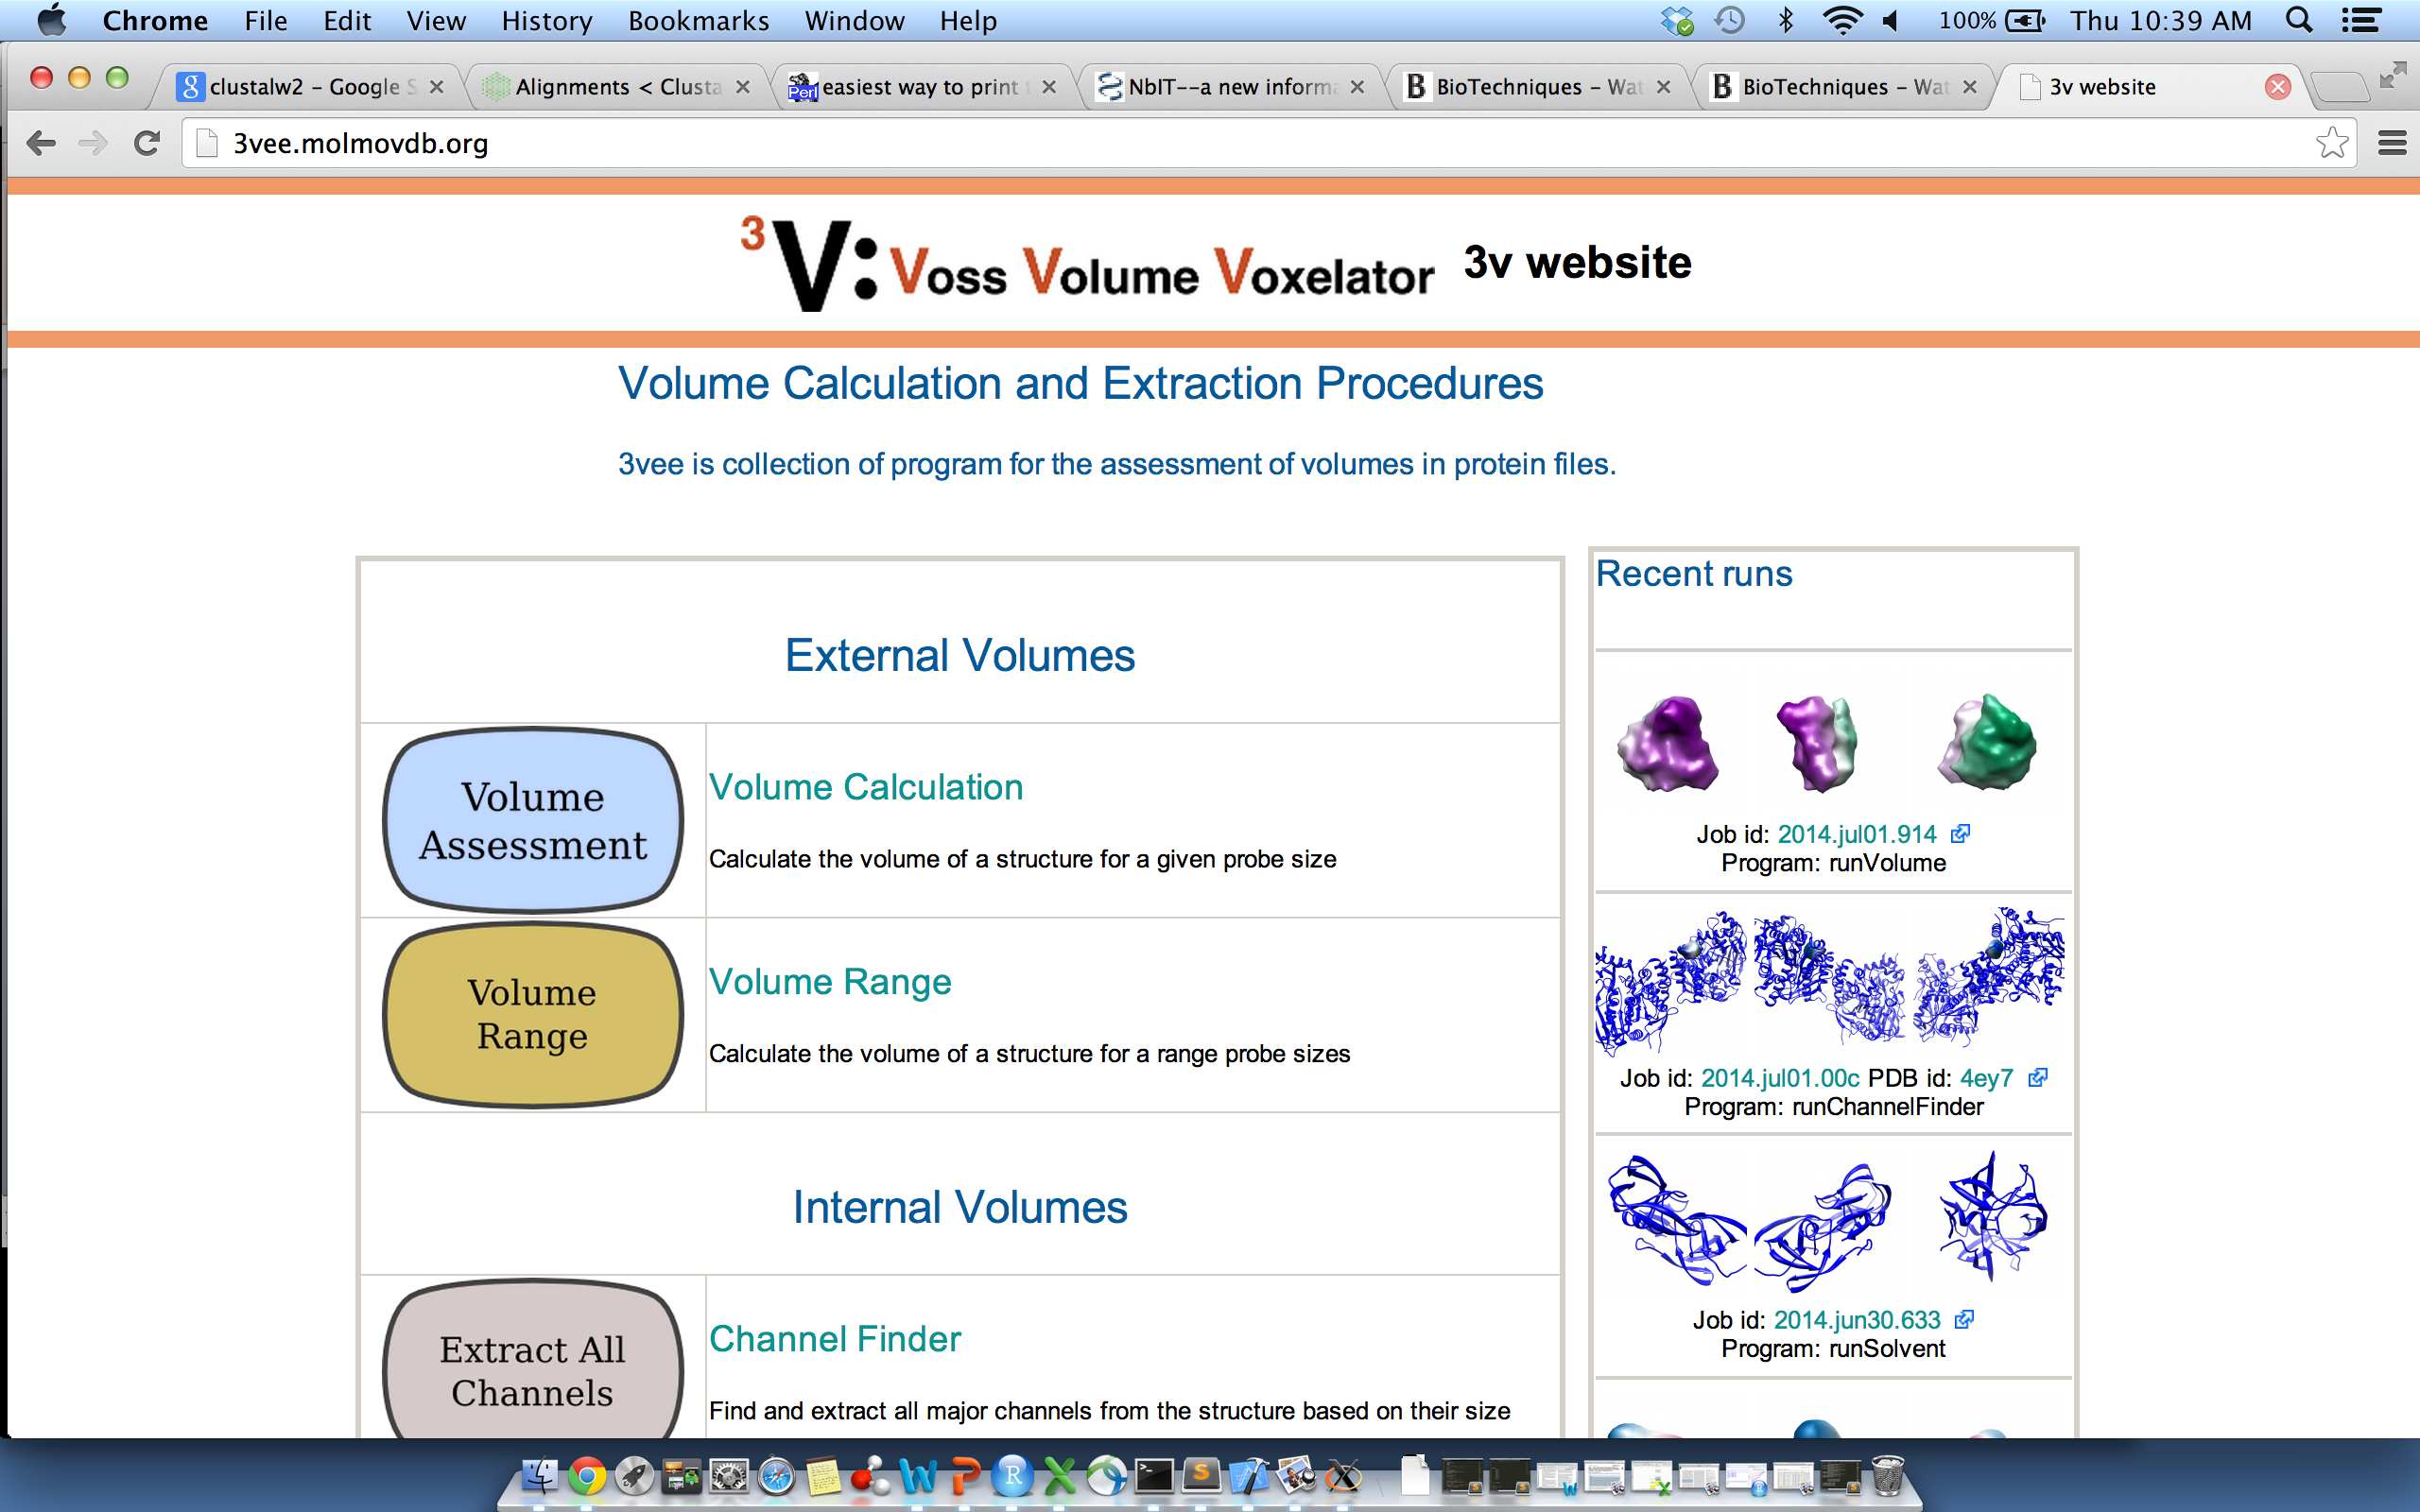 Chrome File Edit View History Bookmarks Window Help 100% Thu 10:39 AM
clustalw2 – Google S
Alignments < Clusta
Perl easiest way to print t
NbIT--a new informa
B BioTechniques – Wat
B BioTechniques – Wat
3v website
3vee.molmovdb.org
3V: Voss Volume Voxelator 3v website
Volume Calculation and Extraction Procedures
3vee is collection of program for the assessment of volumes in protein files.
External Volumes
Volume
Assessment
Volume Calculation
Calculate the volume of a structure for a given probe size
Volume
Range
Volume Range
Calculate the volume of a structure for a range probe sizes
Internal Volumes
Extract All
Channels
Channel Finder
Find and extract all major channels from the structure based on their size
Recent runs
Job id: 2014.jul01.914
Program: runVolume
Job id: 2014.jul01.00c PDB id: 4ey7
Program: runChannelFinder
Job id: 2014.jun30.633
Program: runSolvent